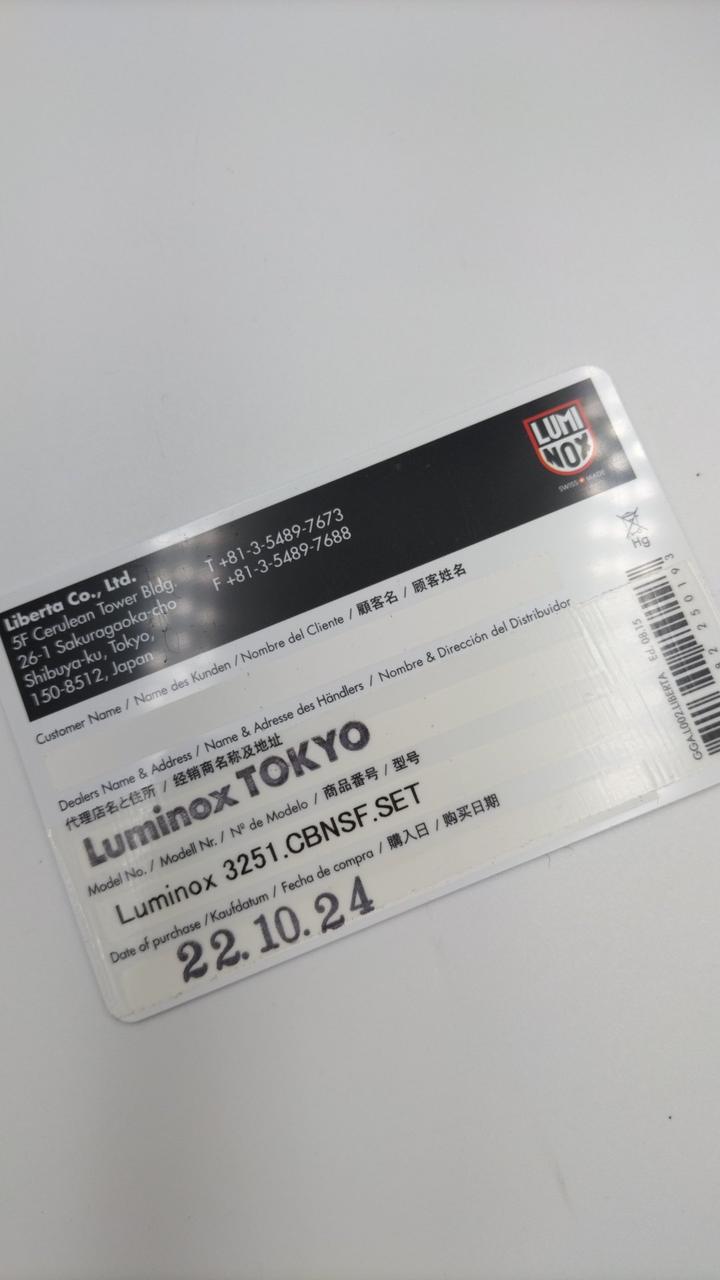 LUMI
NOX
SWISS MADE
Liberta Co., Ltd.
5F Cerulean Tower Bldg.
26-1 Sakuragaoka-cho
Shibuya-ku, Tokyo,
150-8512, Japan
T +81-3-5489-7673
F +81-3-5489-7688
Customer Name / Name des Kunden / Nombre del Cliente / 顧客名 / 顾客姓名
Dealers Name & Address / Name & Adresse des Händlers / Nombre & Dirección del Distribuidor
代理店名と住所 / 经销商名称及地址
Luminox TOKYO
Model No. / Modell Nr. / Nº de Modelo / 商品番号 / 型号
Luminox 3251.CBNSF.SET
Date of purchase / Kaufdatum / Fecha de compra / 購入日 / 购买日期
22.10.24
GGA.L002.LIBERTA Ed 08.15